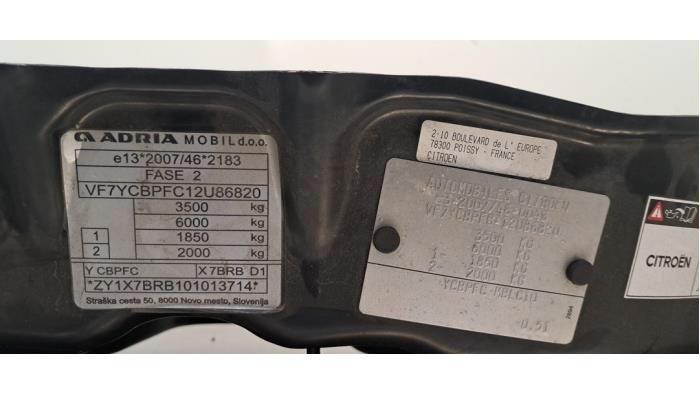 ADRIA MOBIL d.o.o.
e13*2007/46*2183
FASE 2
VF7YCBPFC12U86820
3500 kg
6000 kg
1 1850 kg
2 2000 kg
Y CBPFC X7BRB D1
*ZY1X7BRB101013714*
Straška cesta 50, 8000 Novo mesto, Slovenija
2-10 BOULEVARD de L' EUROPE
78300 POISSY - FRANCE
CITROEN
AUTOMOBILES CITROEN
VF7YCBPFC12U86820
3500 KG
6000 KG
1- 1850 KG
2- 2000 KG
0.51
CITROËN